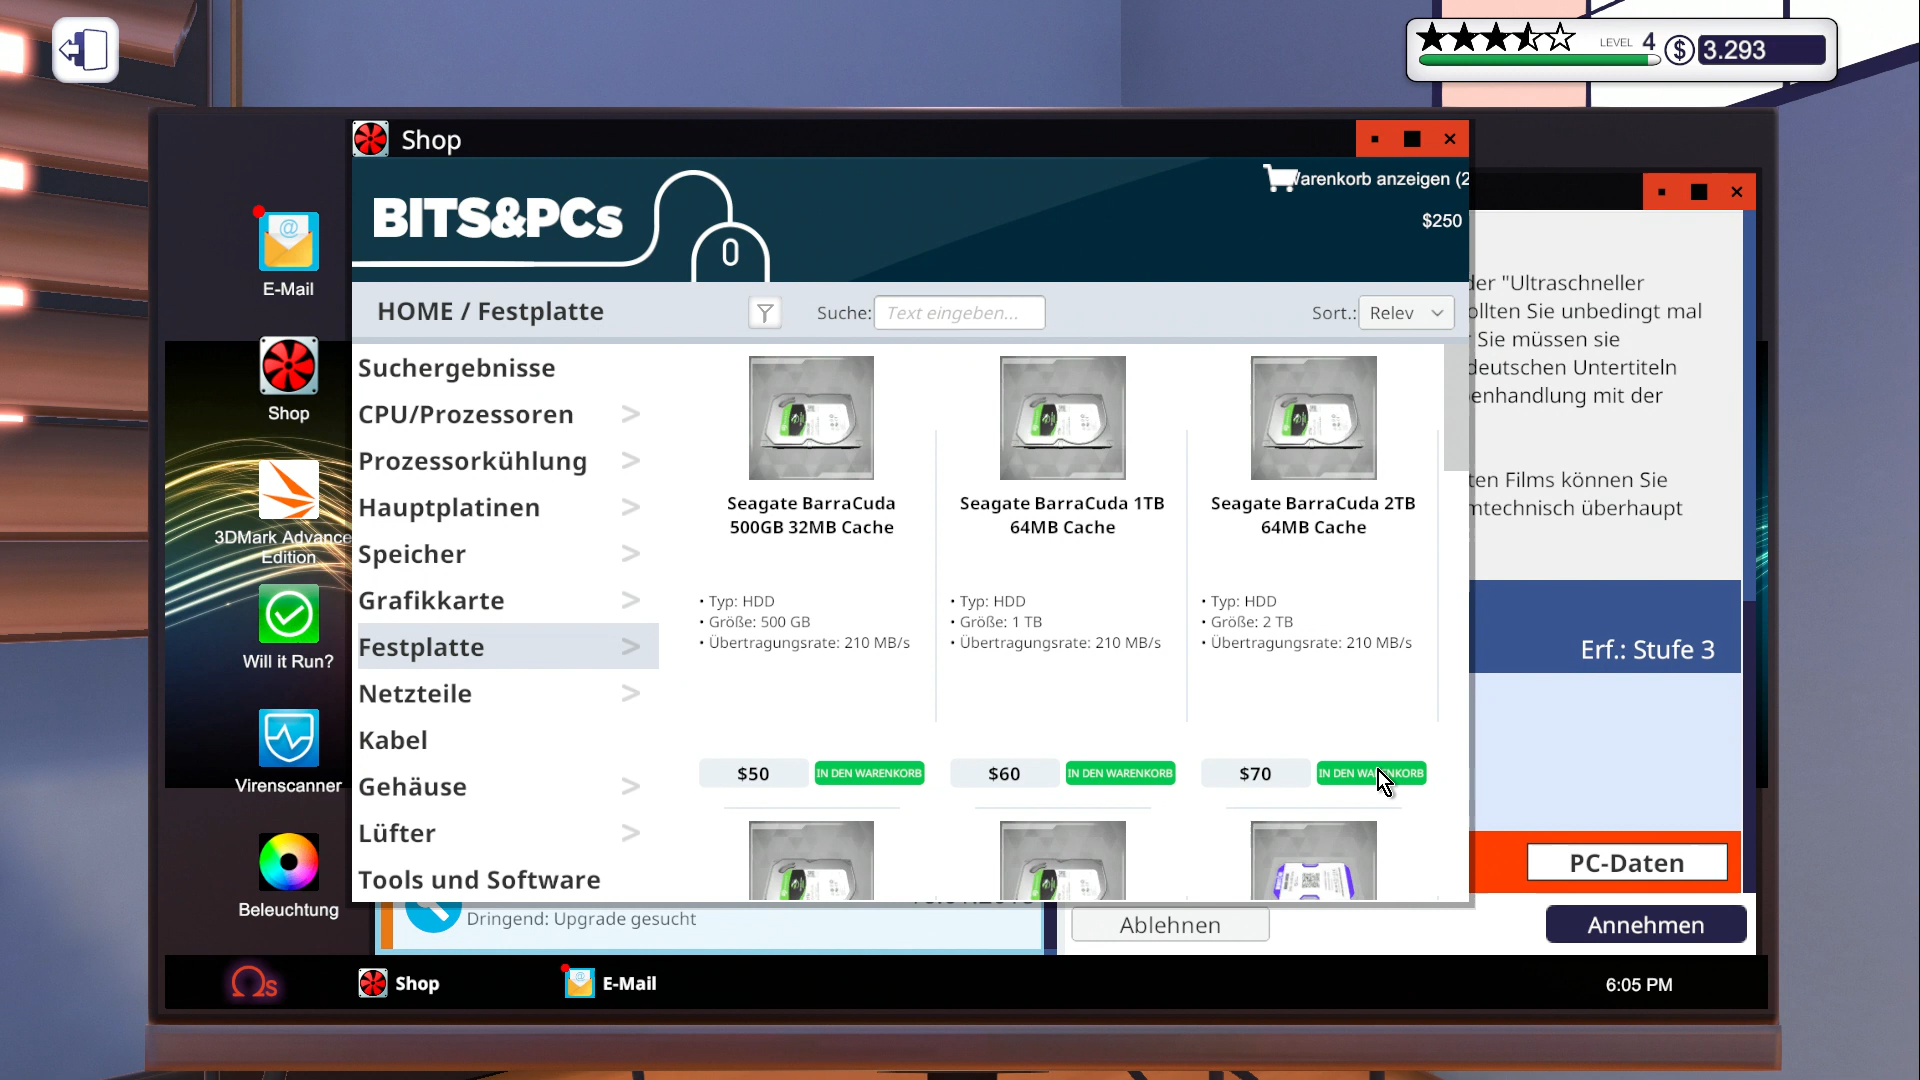 LEVEL 4
$ 3.293
Shop
BITS&PCs
arenkorb anzeigen (2
$250
HOME / Festplatte
Suche:
Text eingeben...
Sort.:
Relev
E-Mail
Shop
3DMark Advance
Edition
Will it Run?
Virenscanner
Beleuchtung
Suchergebnisse
CPU/Prozessoren >
Prozessorkühlung >
Hauptplatinen >
Speicher >
Grafikkarte >
Festplatte >
Netzteile >
Kabel
Gehäuse >
Lüfter >
Tools und Software
Seagate BarraCuda
500GB 32MB Cache
• Typ: HDD
• Größe: 500 GB
• Übertragungsrate: 210 MB/s
$50
IN DEN WARENKORB
Seagate BarraCuda 1TB
64MB Cache
• Typ: HDD
• Größe: 1 TB
• Übertragungsrate: 210 MB/s
$60
IN DEN WARENKORB
Seagate BarraCuda 2TB
64MB Cache
• Typ: HDD
• Größe: 2 TB
• Übertragungsrate: 210 MB/s
$70
IN DEN WARENKORB
der "Ultraschneller
ollten Sie unbedingt mal
Sie müssen sie
deutschen Untertiteln
enhandlung mit der
ten Films können Sie
mtechnisch überhaupt
Erf.: Stufe 3
PC-Daten
Dringend: Upgrade gesucht
Ablehnen
Annehmen
Shop
E-Mail
6:05 PM